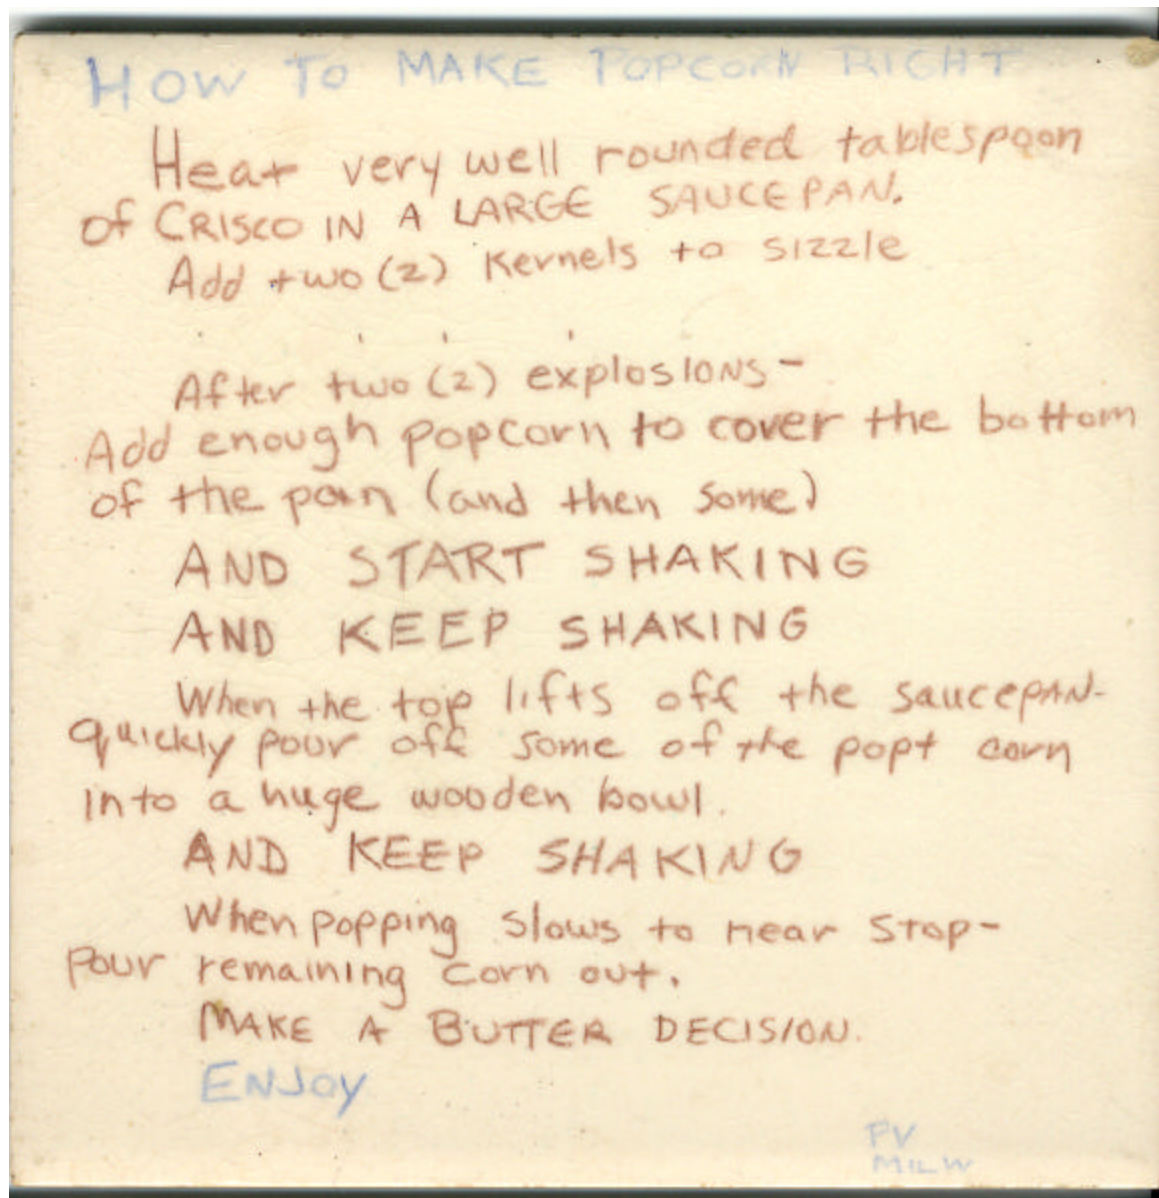 HOW TO MAKE POPCORN RIGHT
Heat very well rounded tablespoon
of CRISCO IN A LARGE SAUCEPAN.
Add two (2) Kernels to sizzle
. . . .
After two (2) explosIONS-
Add enough popcorn to cover the bottom
of the pan (and then some)
AND START SHAKING
AND KEEP SHAKING
When the top lifts off the saucepAN-
quickly pour off some of the popt corn
into a huge wooden bowl.
AND KEEP SHAKING
When popping slows to near stop-
Pour remaining corn out.
MAKE A BUTTER DECISION.
ENJOY
PV
MILW